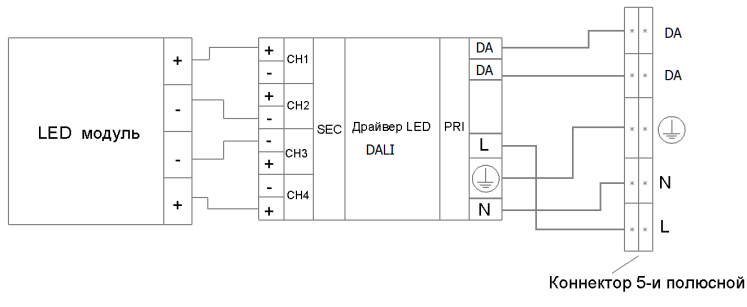 LED модуль
+
-
-
+
+
-
+
-
-
+
-
+
CH1
CH2
CH3
CH4
SEC
Драйвер LED
DALI
PRI
DA
DA
L
N
DA
DA
N
L
Коннектор 5-и полюсной